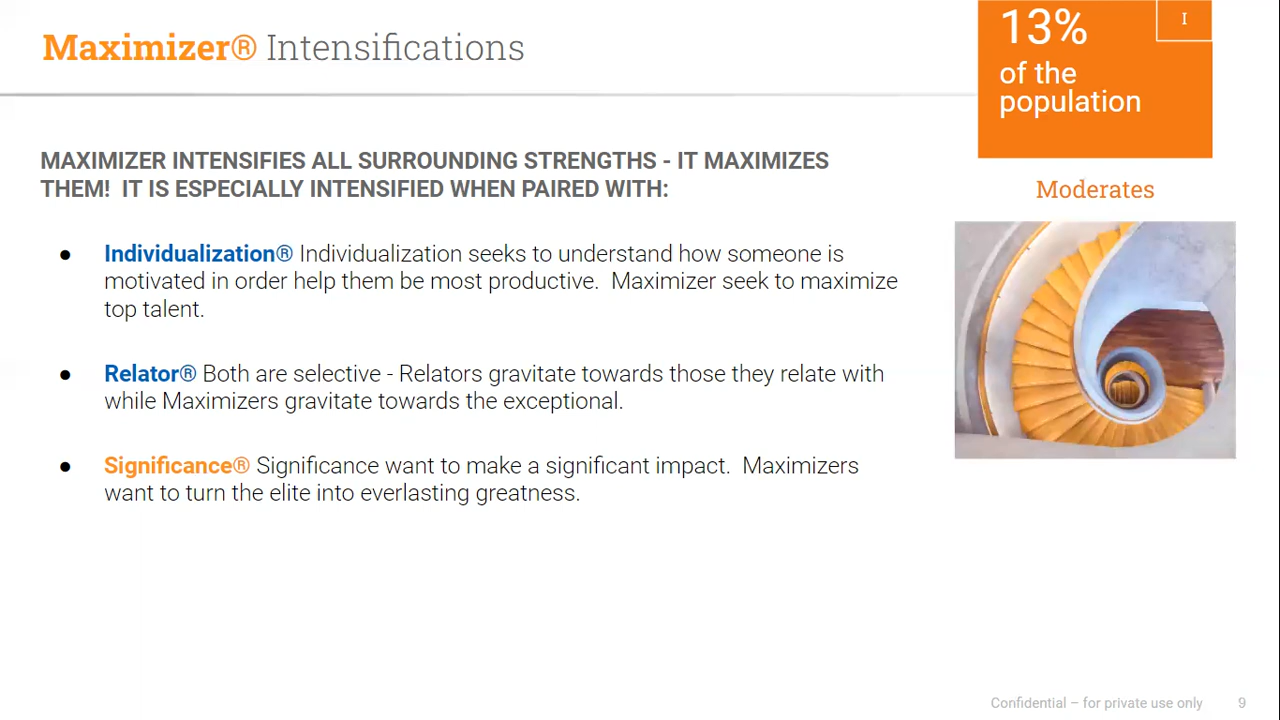 Maximizer® Intensifications
13%
I
of the
population
MAXIMIZER INTENSIFIES ALL SURROUNDING STRENGTHS - IT MAXIMIZES
THEM!  IT IS ESPECIALLY INTENSIFIED WHEN PAIRED WITH:
Moderates
● Individualization® Individualization seeks to understand how someone is
motivated in order help them be most productive.  Maximizer seek to maximize
top talent.
● Relator® Both are selective - Relators gravitate towards those they relate with
while Maximizers gravitate towards the exceptional.
● Significance® Significance want to make a significant impact.  Maximizers
want to turn the elite into everlasting greatness.
Confidential – for private use only 9